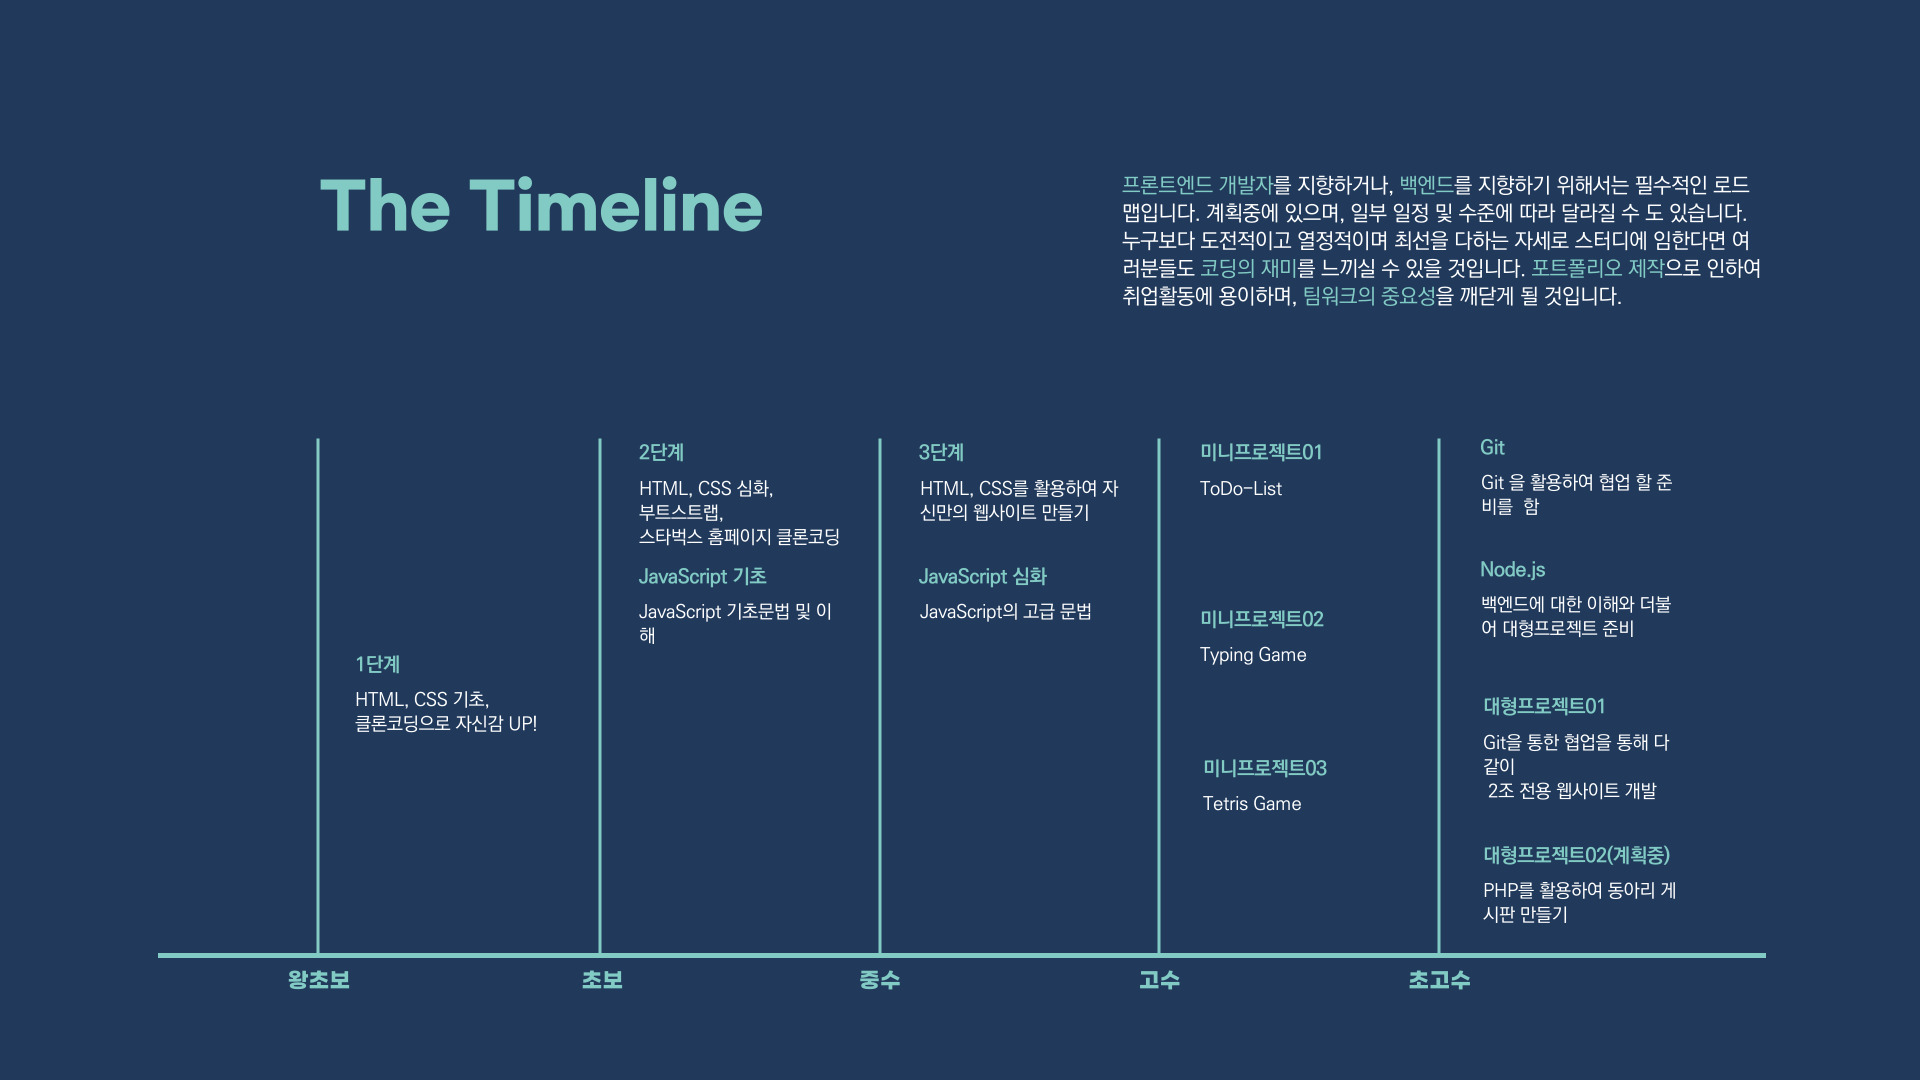 The Timeline
프론트엔드 개발자를 지향하거나, 백엔드를 지향하기 위해서는 필수적인 로드
맵입니다. 계획중에 있으며, 일부 일정 및 수준에 따라 달라질 수 도 있습니다.
누구보다 도전적이고 열정적이며 최선을 다하는 자세로 스터디에 임한다면 여
러분들도 코딩의 재미를 느끼실 수 있을 것입니다. 포트폴리오 제작으로 인하여
취업활동에 용이하며, 팀워크의 중요성을 깨닫게 될 것입니다.
1단계
HTML, CSS 기초,
클론코딩으로 자신감 UP!
2단계
HTML, CSS 심화,
부트스트랩,
스타벅스 홈페이지 클론코딩
JavaScript 기초
JavaScript 기초문법 및 이
해
3단계
HTML, CSS를 활용하여 자
신만의 웹사이트 만들기
JavaScript 심화
JavaScript의 고급 문법
미니프로젝트01
ToDo-List
미니프로젝트02
Typing Game
미니프로젝트03
Tetris Game
Git
Git 을 활용하여 협업 할 준
비를 함
Node.js
백엔드에 대한 이해와 더불
어 대형프로젝트 준비
대형프로젝트01
Git을 통한 협업을 통해 다
같이
2조 전용 웹사이트 개발
대형프로젝트02(계획중)
PHP를 활용하여 동아리 게
시판 만들기
왕초보
초보
중수
고수
초고수